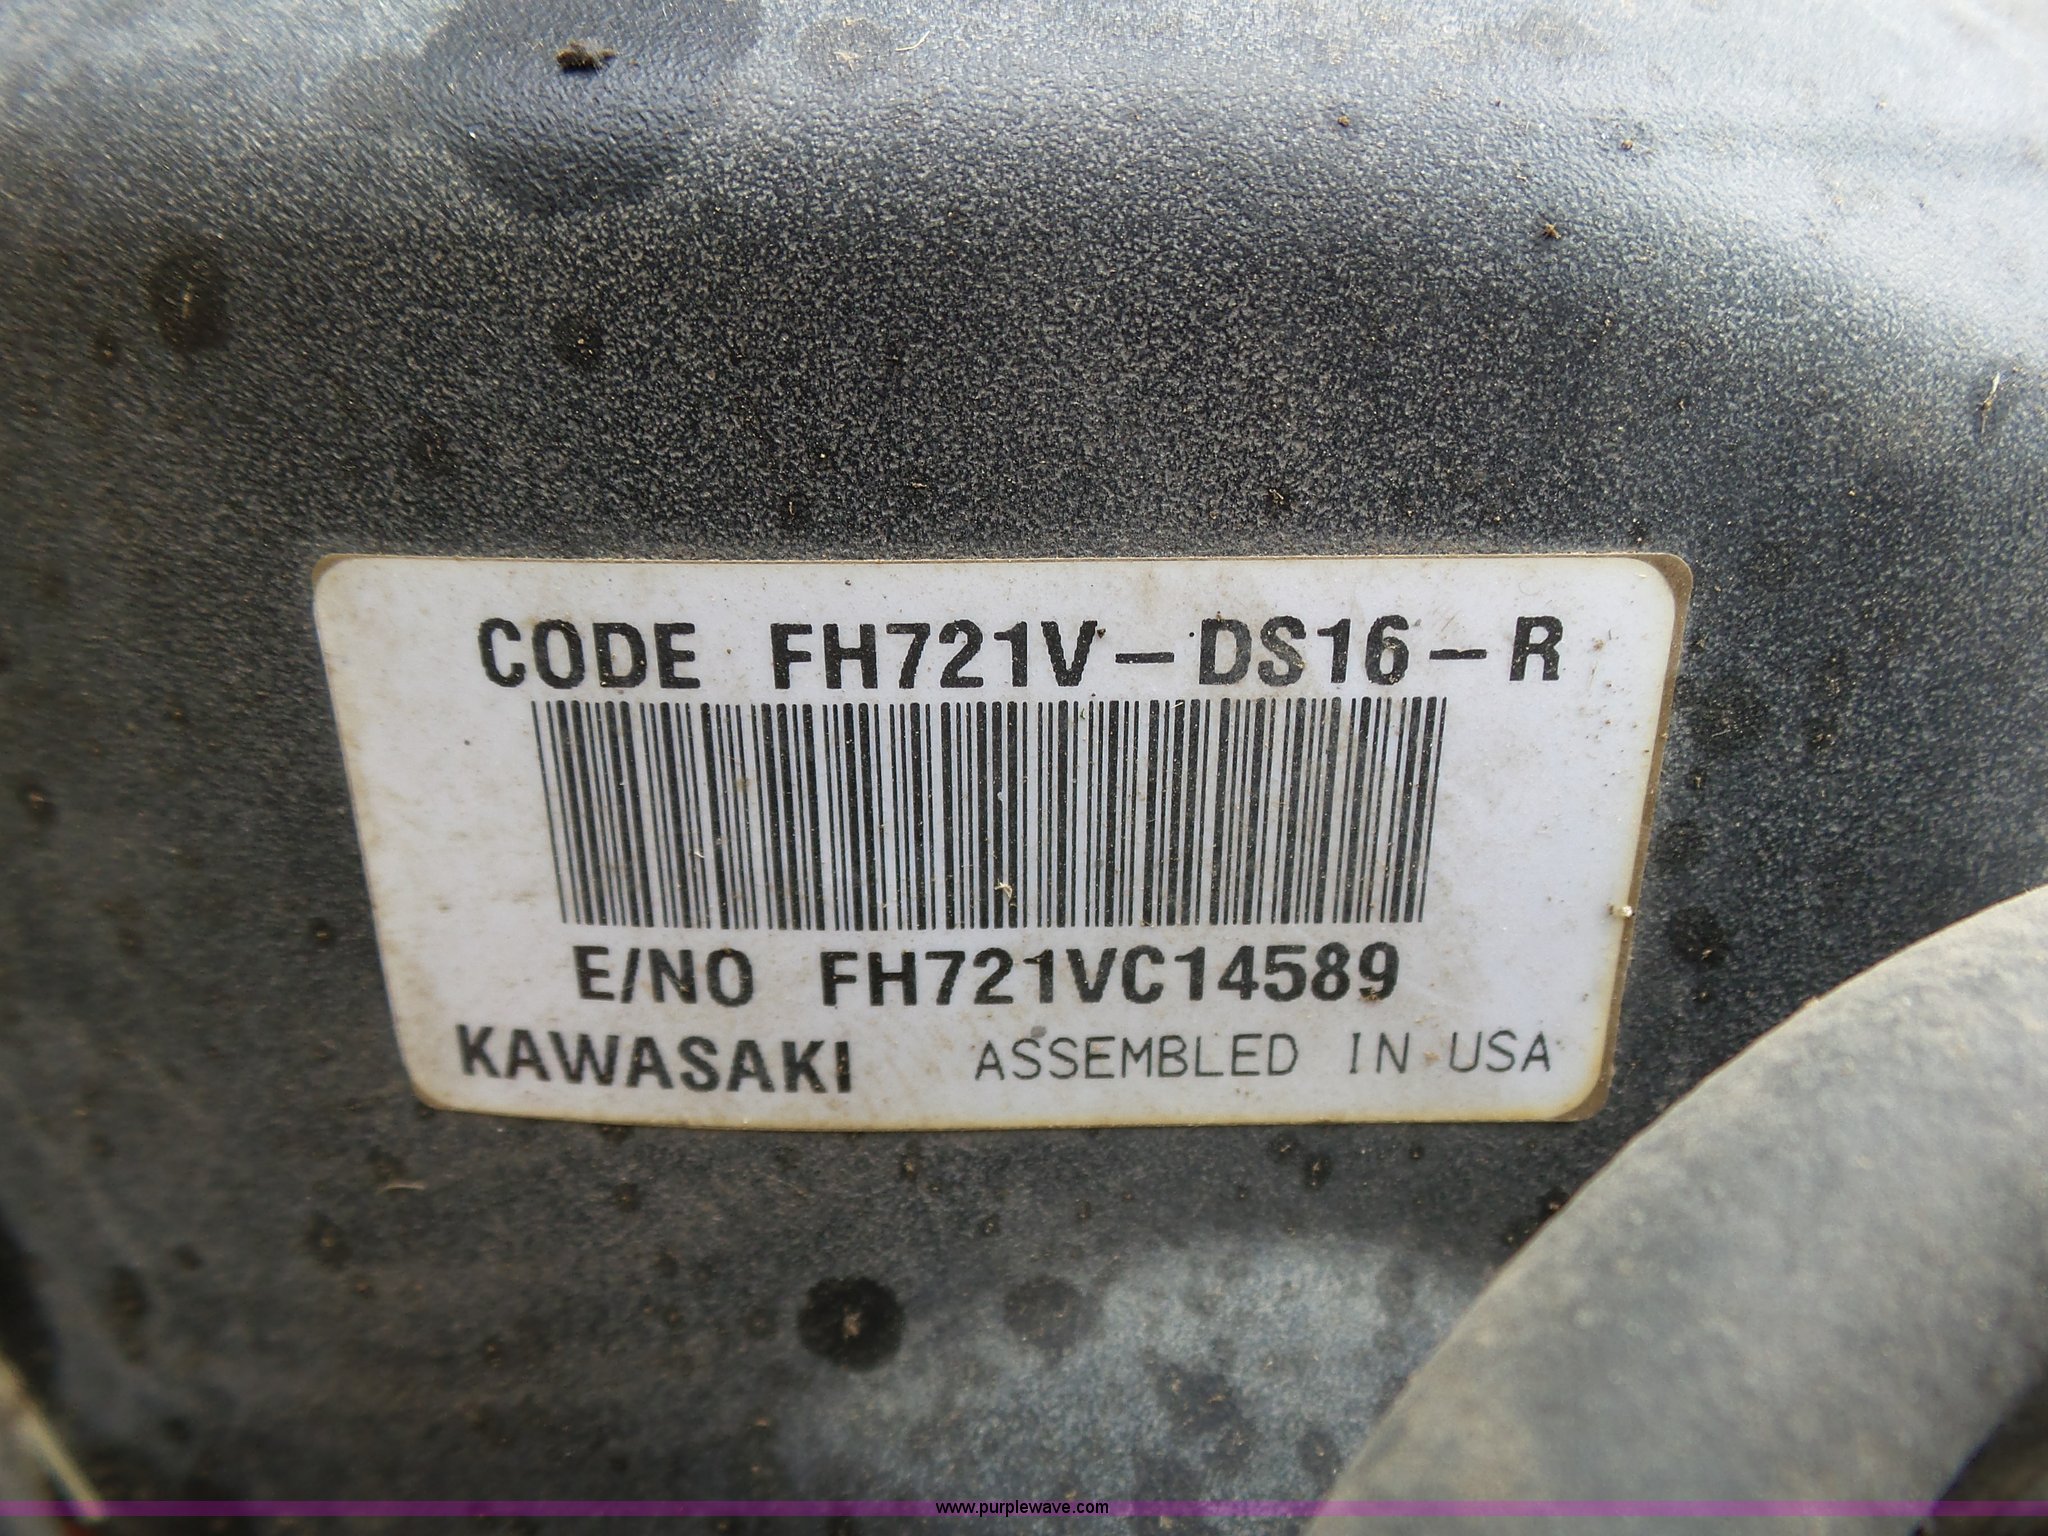 CODE FH721V-DS16-R
E/NO FH721VC14589
KAWASAKI ASSEMBLED IN USA
www.purplewave.com